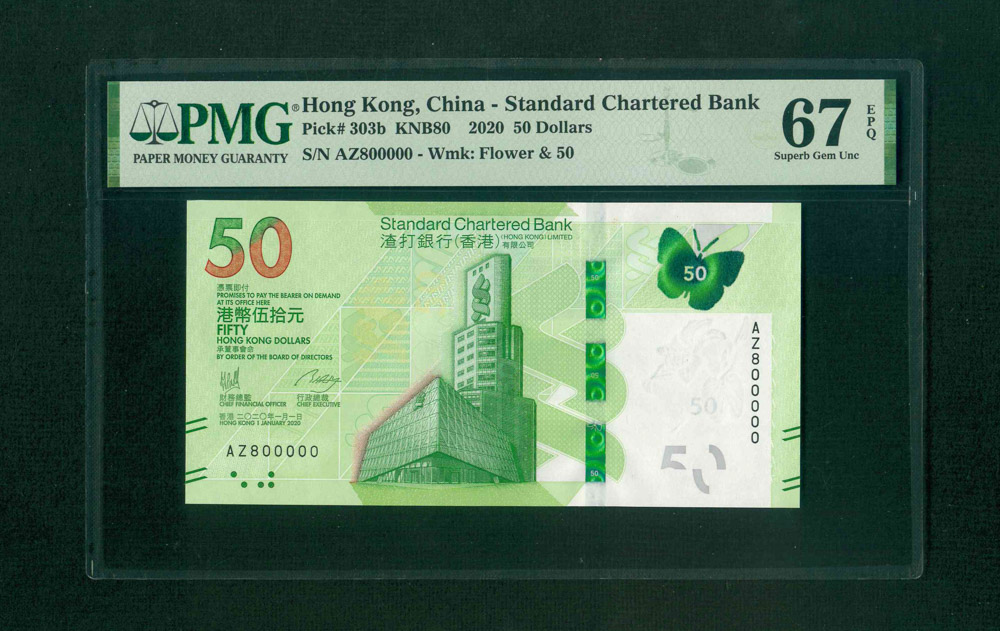 PMG®
PAPER MONEY GUARANTY
Hong Kong, China - Standard Chartered Bank
Pick# 303b KNB80 2020 50 Dollars
S/N AZ800000 - Wmk: Flower & 50
67
Superb Gem Unc
EPQ
50
Standard Chartered Bank
渣打銀行(香港)(HONG KONG) LIMITED
有限公司
憑票即付
PROMISES TO PAY THE BEARER ON DEMAND
AT ITS OFFICE HERE
港幣伍拾元
FIFTY
HONG KONG DOLLARS
承董事會命
BY ORDER OF THE BOARD OF DIRECTORS
財務總監
CHIEF FINANCIAL OFFICER
行政總裁
CHIEF EXECUTIVE
香港二〇二〇年一月一日
HONG KONG 1 JANUARY 2020
AZ800000
50
50
50
50
50
AZ800000
50